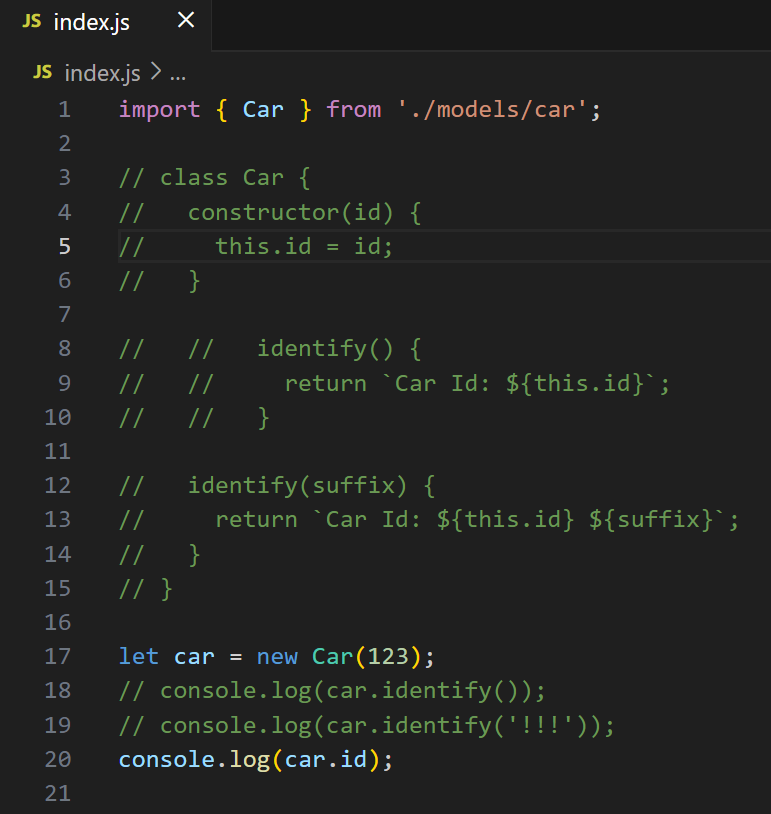 JS index.js ×
JS index.js > ...
1 import { Car } from './models/car';
2
3 // class Car {
4 //   constructor(id) {
5 //     this.id = id;
6 //   }
7
8 //   //   identify() {
9 //   //     return `Car Id: ${this.id}`;
10 //   //   }
11
12 //   identify(suffix) {
13 //     return `Car Id: ${this.id} ${suffix}`;
14 //   }
15 // }
16
17 let car = new Car(123);
18 // console.log(car.identify());
19 // console.log(car.identify('!!!'));
20 console.log(car.id);
21